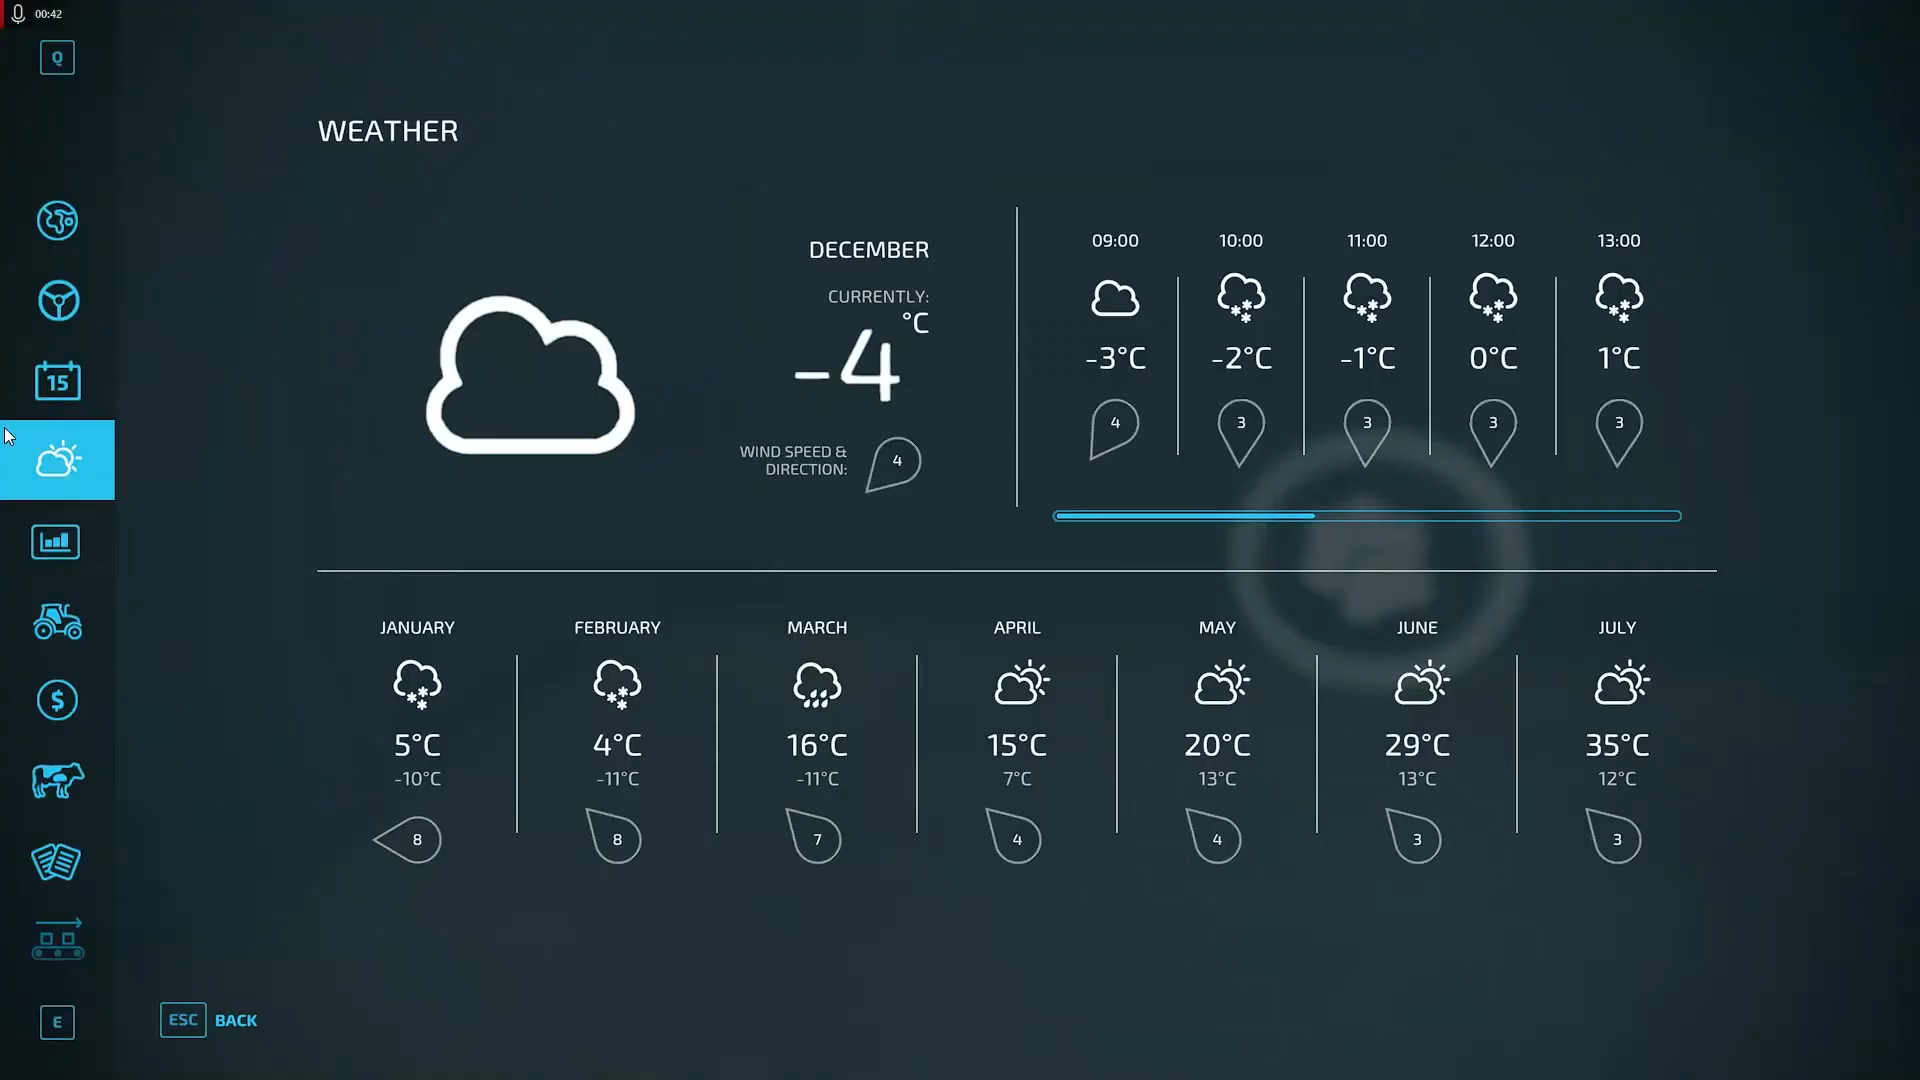 00:42
Q
WEATHER
DECEMBER
CURRENTLY:
-4 °C
WIND SPEED &
DIRECTION:
4
09:00 10:00 11:00 12:00 13:00
-3°C -2°C -1°C 0°C 1°C
4 3 3 3 3
15
JANUARY FEBRUARY MARCH APRIL MAY JUNE JULY
5°C 4°C 16°C 15°C 20°C 29°C 35°C
-10°C -11°C -11°C 7°C 13°C 13°C 12°C
8 8 7 4 4 3 3
$
E
ESC BACK